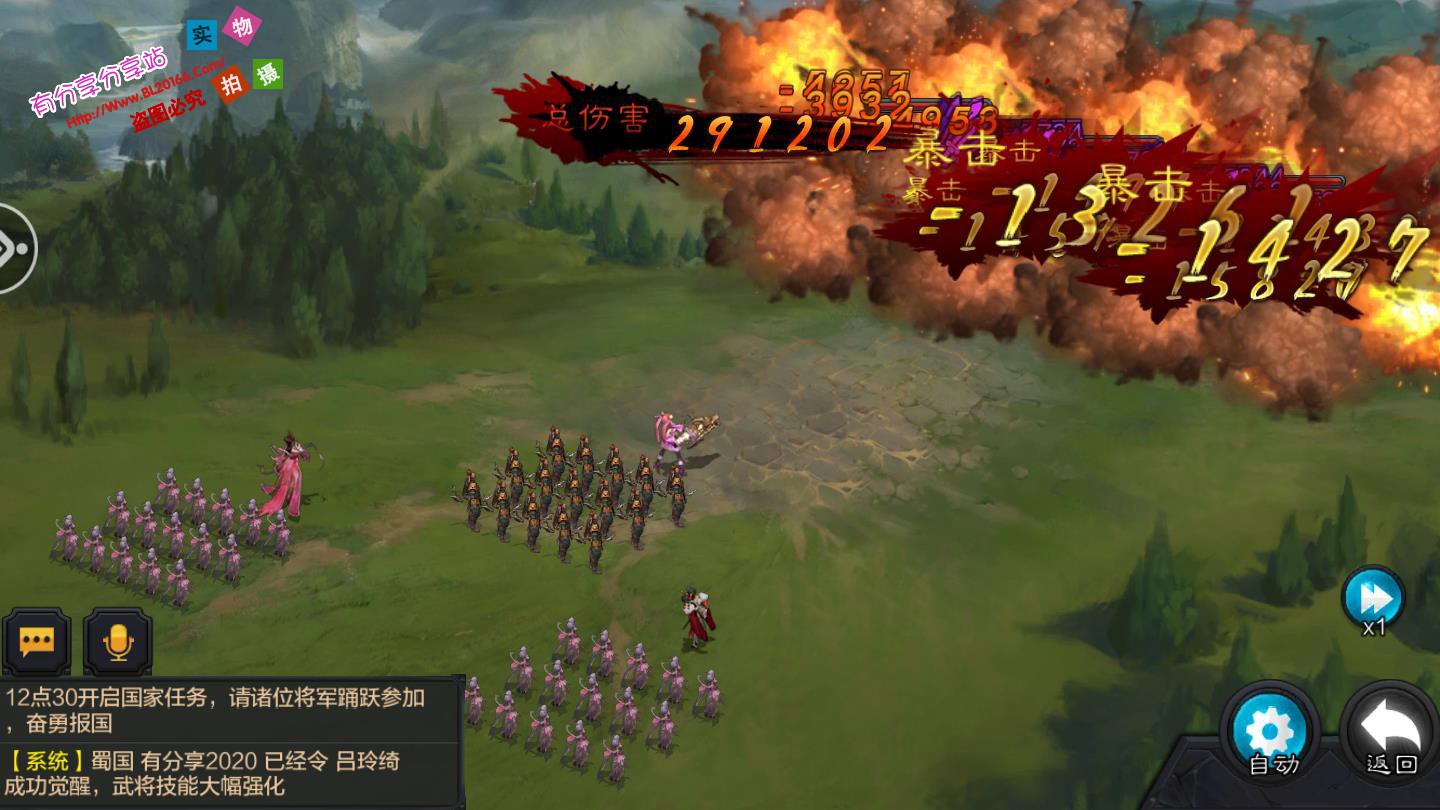 实物
有分享分享站
Http://Www.BL20166.Com/
拍摄
盗图必究
-4257
-3932
总伤害 291202
暴击
暴击
暴击
-1427
12点30开启国家任务，请诸位将军踊跃参加
，奋勇报国
【系统】蜀国 有分享2020 已经令 吕玲绮
成功觉醒，武将技能大幅强化
x1
自动
返回